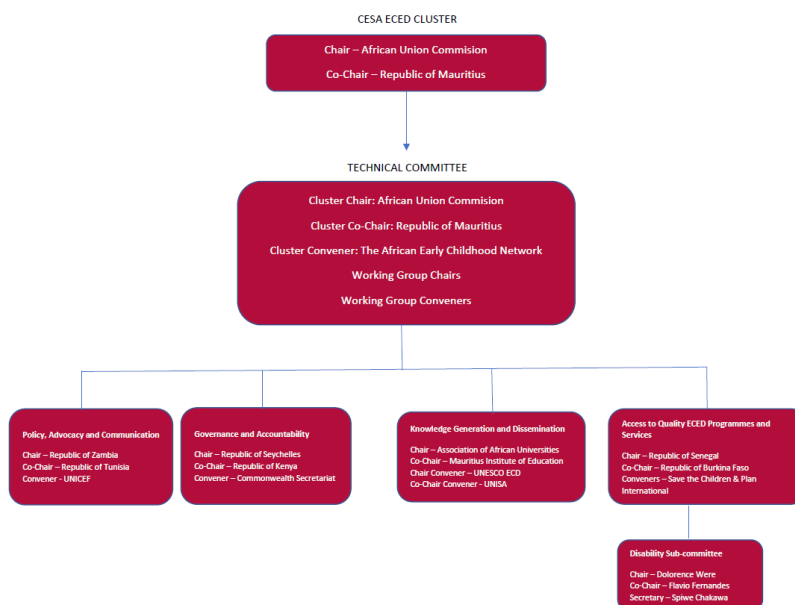 CESA ECED CLUSTER
Chair – African Union Commision
Co-Chair – Republic of Mauritius
TECHNICAL COMMITTEE
Cluster Chair: African Union Commision
Cluster Co-Chair: Republic of Mauritius
Cluster Convener: The African Early Childhood Network
Working Group Chairs
Working Group Conveners
Policy, Advocacy and Communication
Chair – Republic of Zambia
Co-Chair – Republic of Tunisia
Convener - UNICEF
Governance and Accountability
Chair – Republic of Seychelles
Co-Chair – Republic of Kenya
Convener – Commonwealth Secretariat
Knowledge Generation and Dissemination
Chair – Association of African Universities
Co-Chair – Mauritius Institute of Education
Chair Convener – UNESCO ECD
Co-Chair Convener - UNISA
Access to Quality ECED Programmes and
Services
Chair – Republic of Senegal
Co-Chair – Republic of Burkina Faso
Conveners – Save the Children & Plan
International
Disability Sub-committee
Chair – Dolorence Were
Co-Chair – Flavio Fernandes
Secretary – Spiwe Chakawa